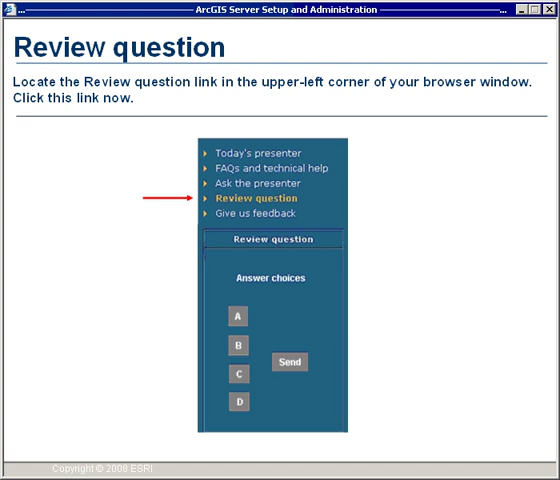 ... ArcGIS Server Setup and Administration ...
Review question
Locate the Review question link in the upper-left corner of your browser window.
Click this link now.
Today's presenter
FAQs and technical help
Ask the presenter
Review question
Give us feedback
Review question
Answer choices
A
B
Send
C
D
Copyright © 2008 ESRI